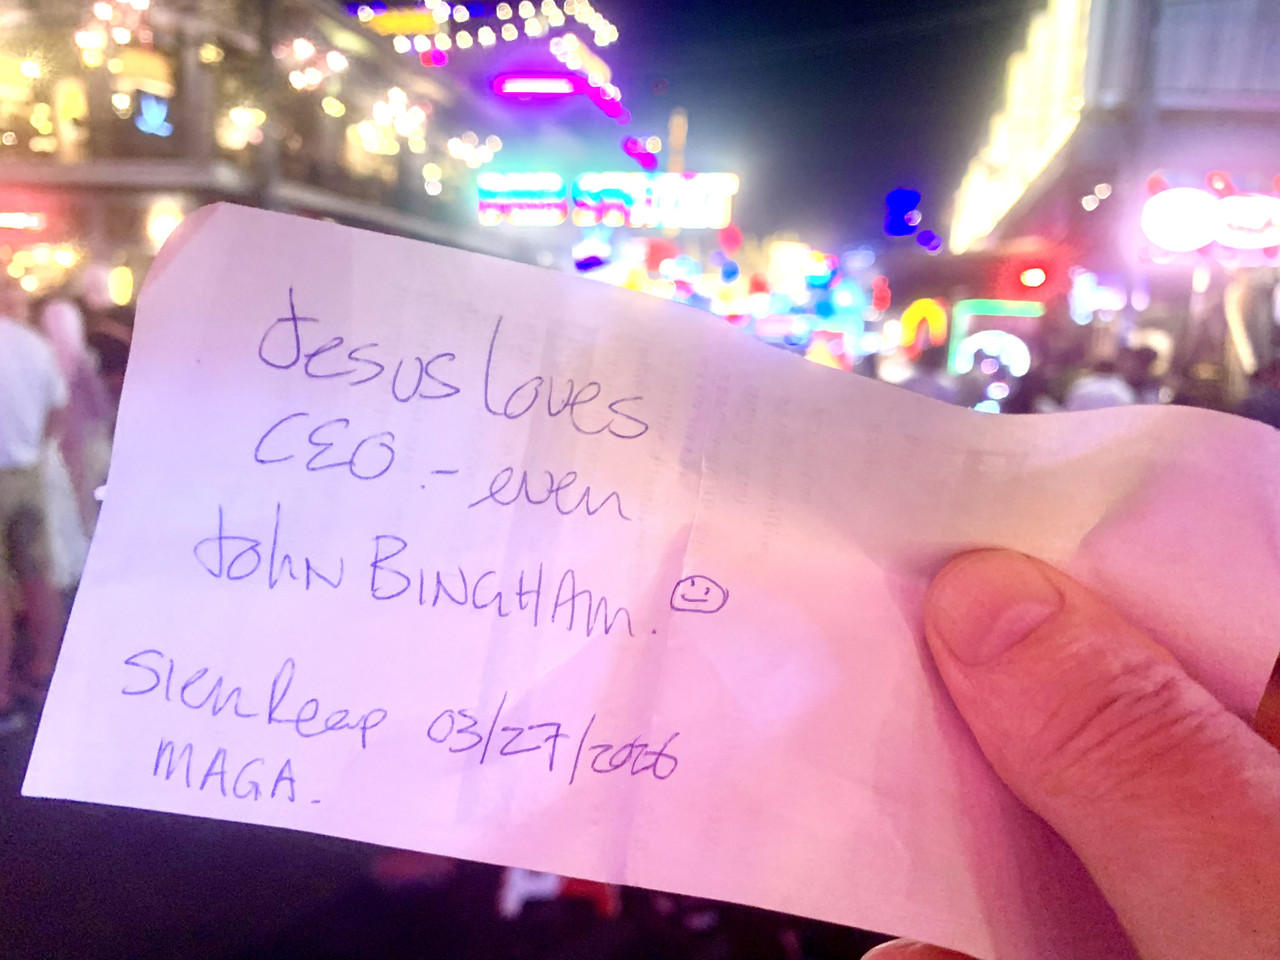 Jesus loves
CEO. - even
John BINGHAM. ☺
Siem Reap 03/27/2026
MAGA.